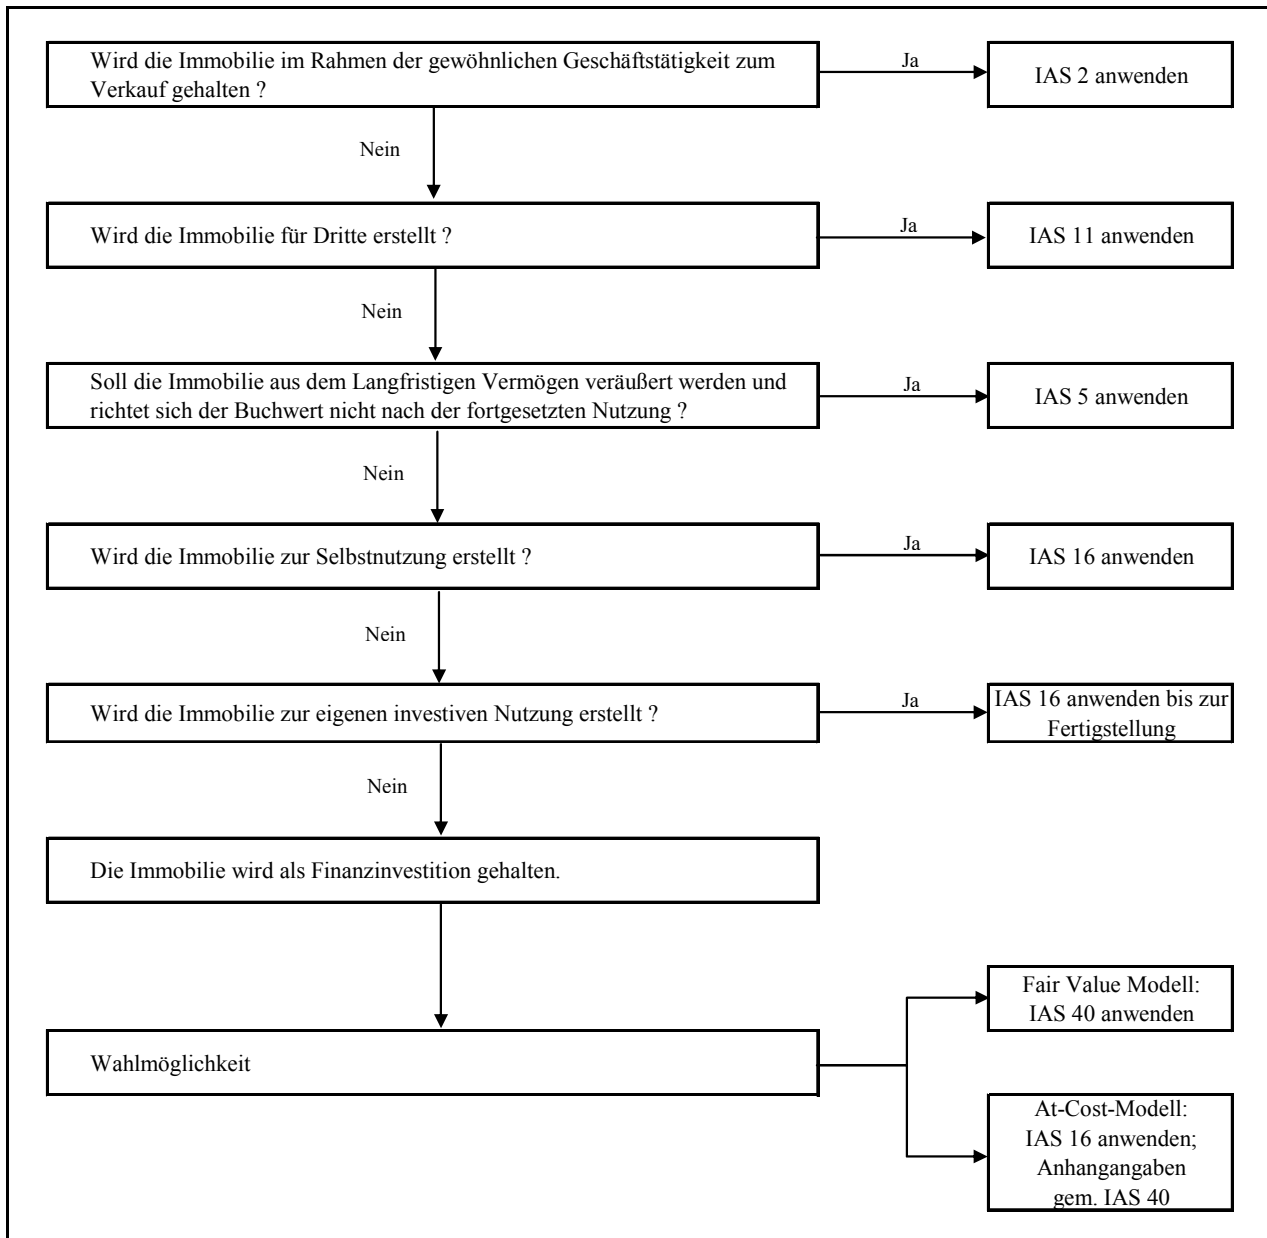 Wird die Immobilie im Rahmen der gewöhnlichen Geschäftstätigkeit zum
Verkauf gehalten ?
Ja
IAS 2 anwenden
Nein
Wird die Immobilie für Dritte erstellt ?
Ja
IAS 11 anwenden
Nein
Soll die Immobilie aus dem Langfristigen Vermögen veräußert werden und
richtet sich der Buchwert nicht nach der fortgesetzten Nutzung ?
Ja
IAS 5 anwenden
Nein
Wird die Immobilie zur Selbstnutzung erstellt ?
Ja
IAS 16 anwenden
Nein
Wird die Immobilie zur eigenen investiven Nutzung erstellt ?
Ja
IAS 16 anwenden bis zur
Fertigstellung
Nein
Die Immobilie wird als Finanzinvestition gehalten.
Wahlmöglichkeit
Fair Value Modell:
IAS 40 anwenden
At-Cost-Modell:
IAS 16 anwenden;
Anhangangaben
gem. IAS 40